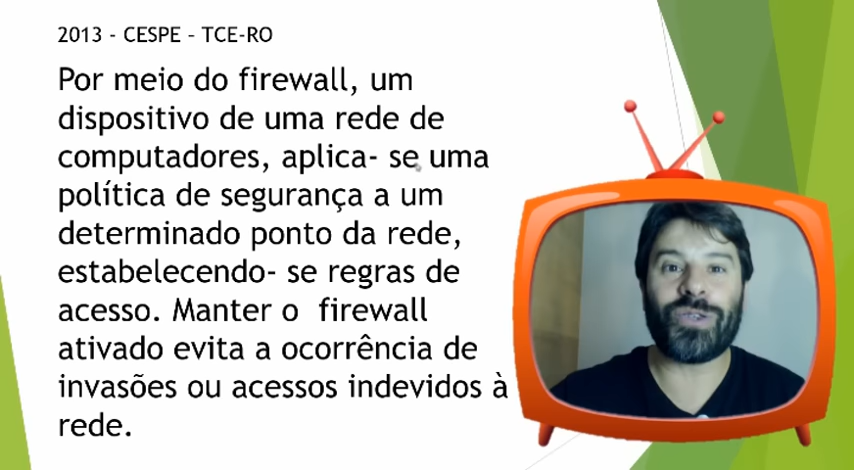 2013 - CESPE – TCE-RO
Por meio do firewall, um
dispositivo de uma rede de
computadores, aplica- se uma
política de segurança a um
determinado ponto da rede,
estabelecendo- se regras de
acesso. Manter o  firewall
ativado evita a ocorrência de
invasões ou acessos indevidos à
rede.